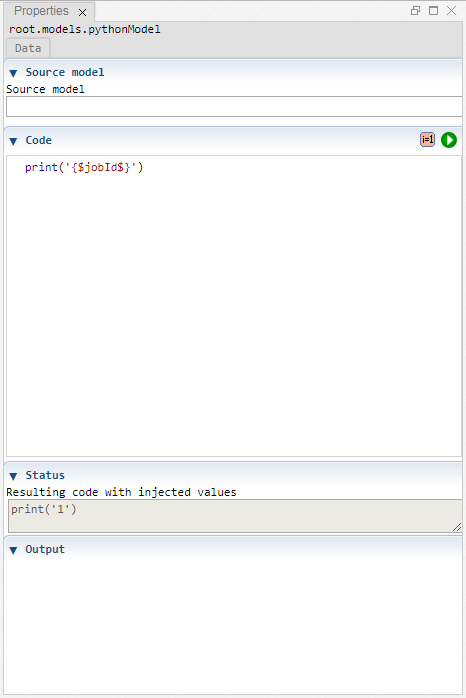 Properties
root.models.pythonModel
Data
Source model
Source model
Code
i=1
print('{$jobId$}')
Status
Resulting code with injected values
print('1')
Output